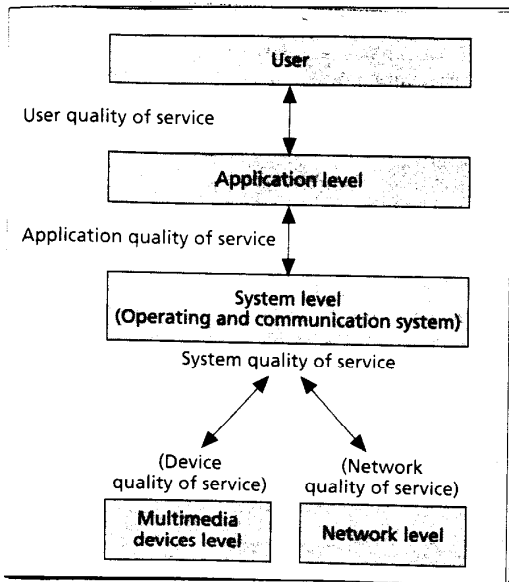 User
User quality of service
Application level
Application quality of service
System level
(Operating and communication system)
System quality of service
(Device
quality of service)
(Network
quality of service)
Multimedia
devices level
Network level